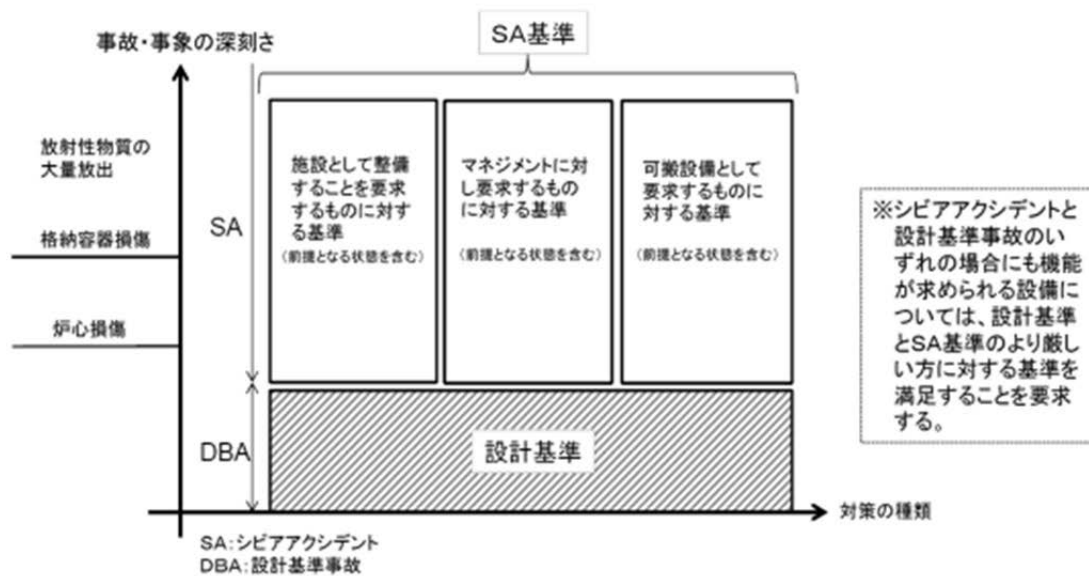 SA基準
事故・事象の深刻さ
放射性物質の
大量放出
格納容器損傷
炉心損傷
SA
DBA
施設として整備
することを要求
するものに対す
る基準
（前提となる状態を含む）
マネジメントに対
し要求するもの
に対する基準
（前提となる状態を含む）
可搬設備として
要求するものに
対する基準
（前提となる状態を含む）
設計基準
対策の種類
SA:シビアアクシデント
DBA:設計基準事故
※シビアアクシデントと
設計基準事故のい
ずれの場合にも機能
が求められる設備に
ついては、設計基準
とSA基準のより厳し
い方に対する基準を
満足することを要求
する。